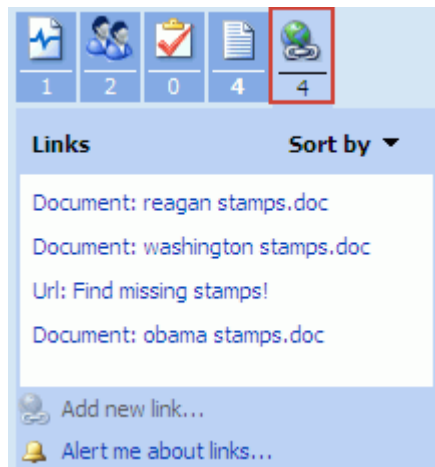 1 2 0 4 4
Links Sort by
Document: reagan stamps.doc
Document: washington stamps.doc
Url: Find missing stamps!
Document: obama stamps.doc
Add new link...
Alert me about links...